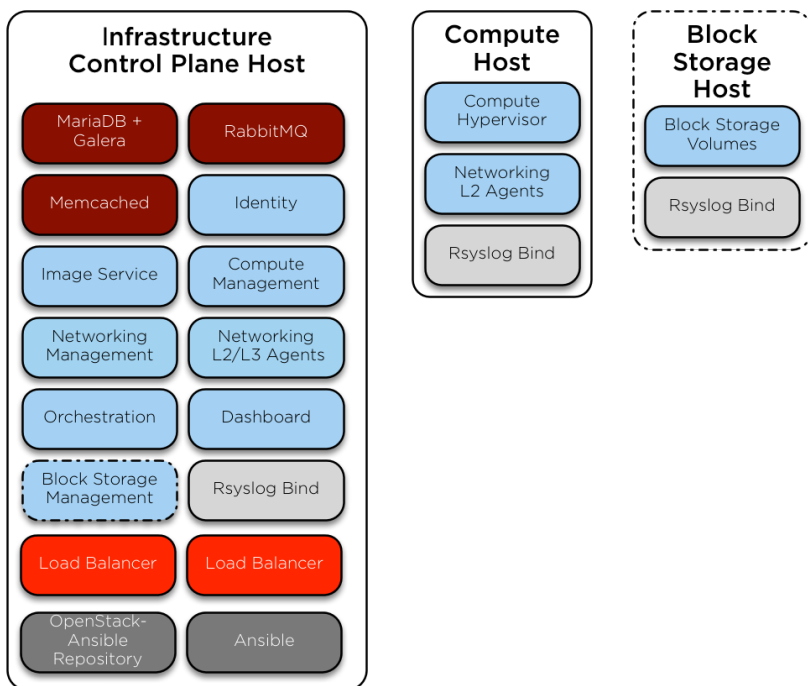 Infrastructure
Control Plane Host
MariaDB +
Galera
RabbitMQ
Memcached
Identity
Image Service
Compute
Management
Networking
Management
Networking
L2/L3 Agents
Orchestration
Dashboard
Block Storage
Management
Rsyslog Bind
Load Balancer
Load Balancer
OpenStack-
Ansible
Repository
Ansible
Compute
Host
Compute
Hypervisor
Networking
L2 Agents
Rsyslog Bind
Block
Storage
Host
Block Storage
Volumes
Rsyslog Bind